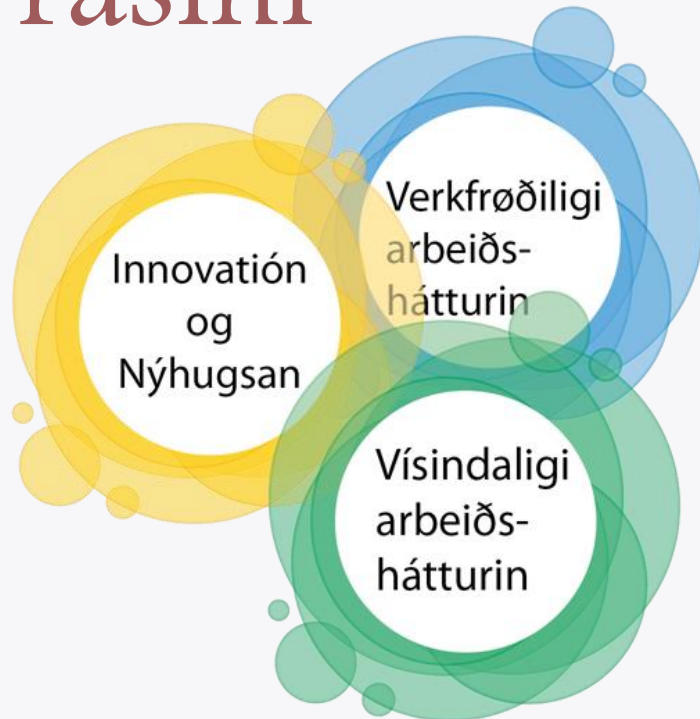 Innovatión
og
Nýhugsan
Verkfrøðiligi
arbeiðs-
hátturin
Vísindaligi
arbeiðs-
hátturin